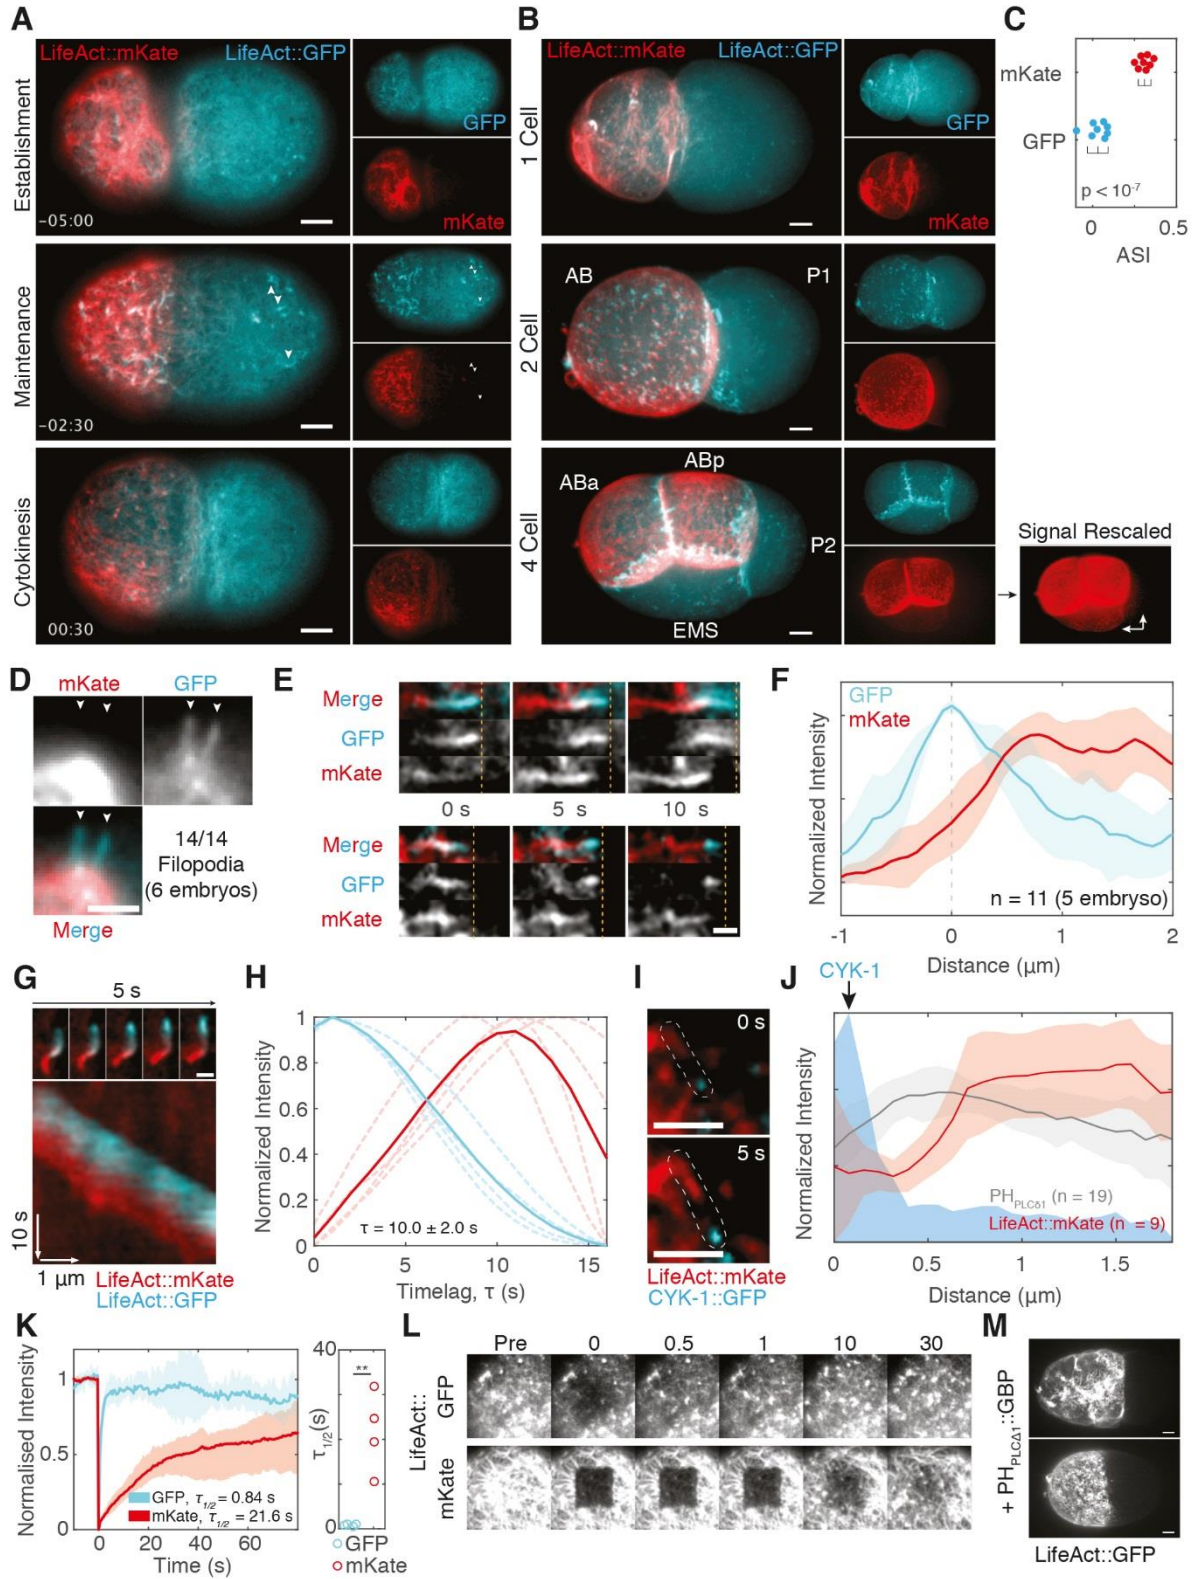 A
LifeAct::mKate
LifeAct::GFP
Establishment
GFP
mKate
–05:00
Maintenance
–02:30
Cytokinesis
00:30
B
LifeAct::mKate
LifeAct::GFP
1 Cell
GFP
mKate
2 Cell
AB
P1
4 Cell
ABa
ABp
P2
EMS
Signal Rescaled
C
mKate
GFP
p < 10-7
0
0.5
ASI
D
mKate
GFP
14/14
Filopodia
(6 embryos)
Merge
E
Merge
GFP
mKate
0 s
5 s
10 s
Merge
GFP
mKate
F
GFP
mKate
Normalized Intensity
n = 11 (5 embryso)
-1
0
1
2
Distance (µm)
G
5 s
10 s
1 µm
LifeAct::mKate
LifeAct::GFP
H
Normalized Intensity
1
0.8
0.6
0.4
0.2
0
τ = 10.0 ± 2.0 s
0
5
10
15
Timelag, τ (s)
I
0 s
5 s
LifeAct::mKate
CYK-1::GFP
J
CYK-1
Normalized Intensity
PHPLCδ1 (n = 19)
LifeAct::mKate (n = 9)
0
0.5
1
1.5
Distance (µm)
K
Normalised Intensity
1
0.5
0
GFP, τ1/2 = 0.84 s
mKate, τ1/2 = 21.6 s
0
20
40
60
Time (s)
40
**
τ1/2(s)
0
GFP
mKate
L
Pre
0
0.5
1
10
30
LifeAct::
GFP
mKate
M
+ PHPLCΔ1::GBP
LifeAct::GFP